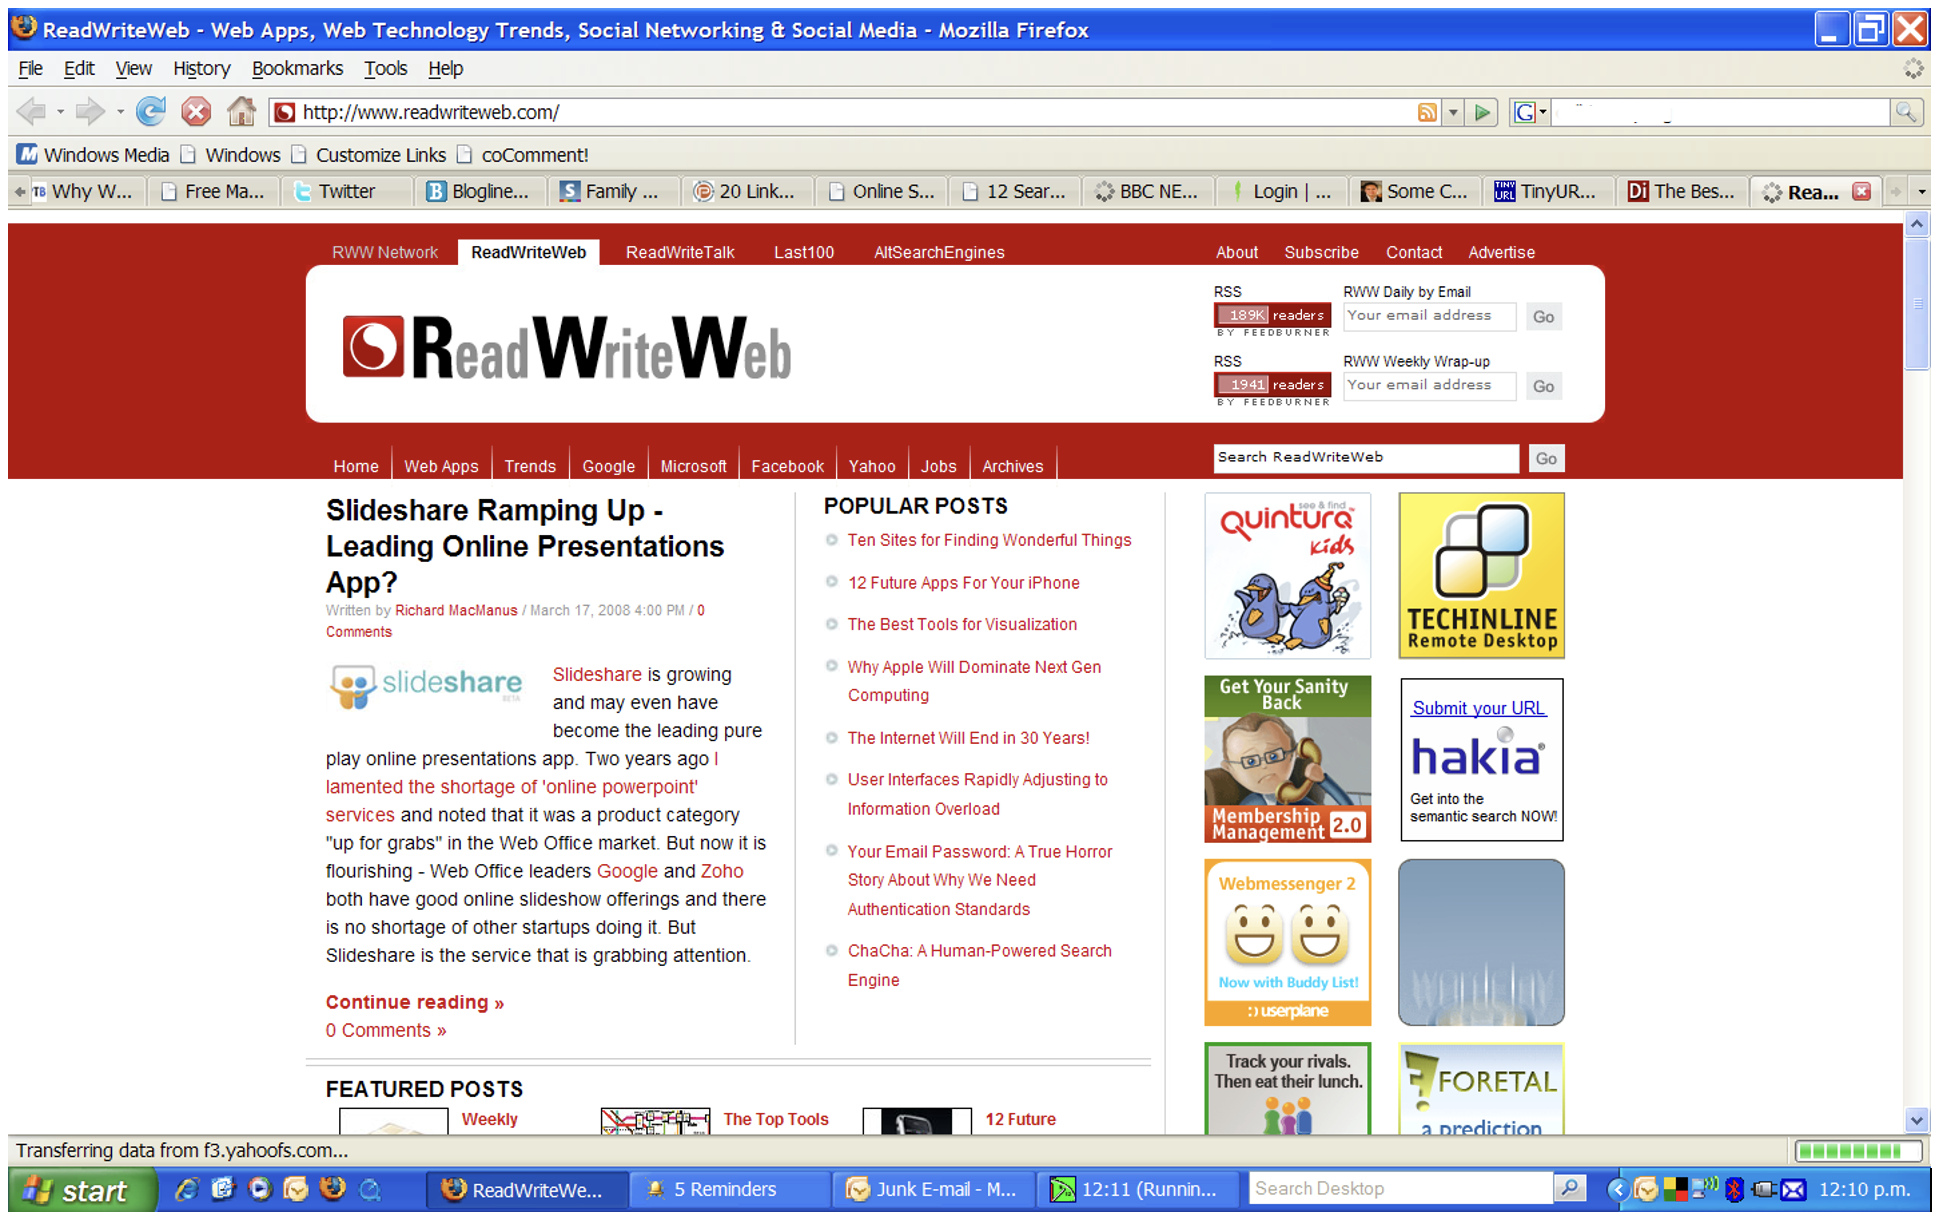 ReadWriteWeb - Web Apps, Web Technology Trends, Social Networking & Social Media - Mozilla Firefox
File Edit View History Bookmarks Tools Help
http://www.readwriteweb.com/
G
Windows Media Windows Customize Links coComment!
TB Why W... Free Ma... Twitter B Blogline... S Family ... 20 Link... Online S... 12 Sear... BBC NE... Login | ... Some C... TINY URL TinyUR... Di The Bes... Rea...
RWW Network ReadWriteWeb ReadWriteTalk Last100 AltSearchEngines About Subscribe Contact Advertise
ReadWriteWeb
RSS RWW Daily by Email
189K readers Your email address Go
BY FEEDBURNER
RSS RWW Weekly Wrap-up
1941 readers Your email address Go
BY FEEDBURNER
Home Web Apps Trends Google Microsoft Facebook Yahoo Jobs Archives Search ReadWriteWeb Go
Slideshare Ramping Up -
Leading Online Presentations
App?
Written by Richard MacManus / March 17, 2008 4:00 PM / 0
Comments
slideshare
BETA
Slideshare is growing
and may even have
become the leading pure
play online presentations app. Two years ago I
lamented the shortage of 'online powerpoint'
services and noted that it was a product category
"up for grabs" in the Web Office market. But now it is
flourishing - Web Office leaders Google and Zoho
both have good online slideshow offerings and there
is no shortage of other startups doing it. But
Slideshare is the service that is grabbing attention.
Continue reading »
0 Comments »
POPULAR POSTS
Ten Sites for Finding Wonderful Things
12 Future Apps For Your iPhone
The Best Tools for Visualization
Why Apple Will Dominate Next Gen
Computing
The Internet Will End in 30 Years!
User Interfaces Rapidly Adjusting to
Information Overload
Your Email Password: A True Horror
Story About Why We Need
Authentication Standards
ChaCha: A Human-Powered Search
Engine
see & find
Quintura
kids
TECHINLINE
Remote Desktop
Get Your Sanity
Back
Membership
Management 2.0
Submit your URL
hakia
Get into the
semantic search NOW!
Webmessenger 2
Now with Buddy List!
:) userplane
Track your rivals.
Then eat their lunch.
FORETAL
a prediction
FEATURED POSTS
Weekly The Top Tools 12 Future
Transferring data from f3.yahoofs.com...
start ReadWriteWe... 5 Reminders Junk E-mail - M... 12:11 (Runnin... Search Desktop 12:10 p.m.